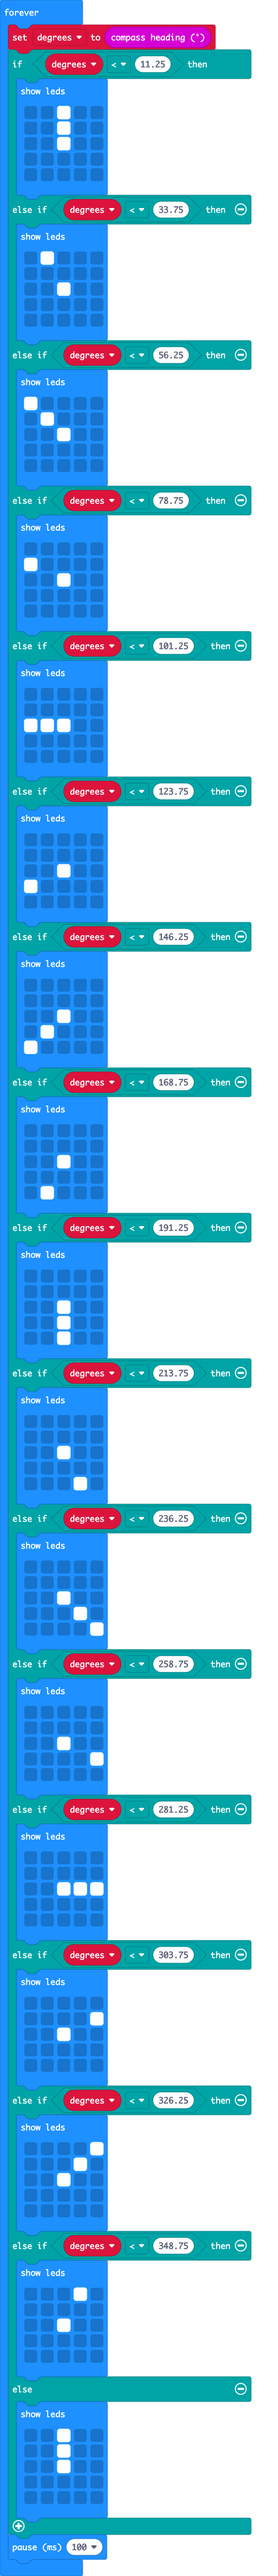 forever
set degrees to compass heading (°)
if degrees < 11.25 then
show leds
else if degrees < 33.75 then
show leds
else if degrees < 56.25 then
show leds
else if degrees < 78.75 then
show leds
else if degrees < 101.25 then
show leds
else if degrees < 123.75 then
show leds
else if degrees < 146.25 then
show leds
else if degrees < 168.75 then
show leds
else if degrees < 191.25 then
show leds
else if degrees < 213.75 then
show leds
else if degrees < 236.25 then
show leds
else if degrees < 258.75 then
show leds
else if degrees < 281.25 then
show leds
else if degrees < 303.75 then
show leds
else if degrees < 326.25 then
show leds
else if degrees < 348.75 then
show leds
else
show leds
pause (ms) 100